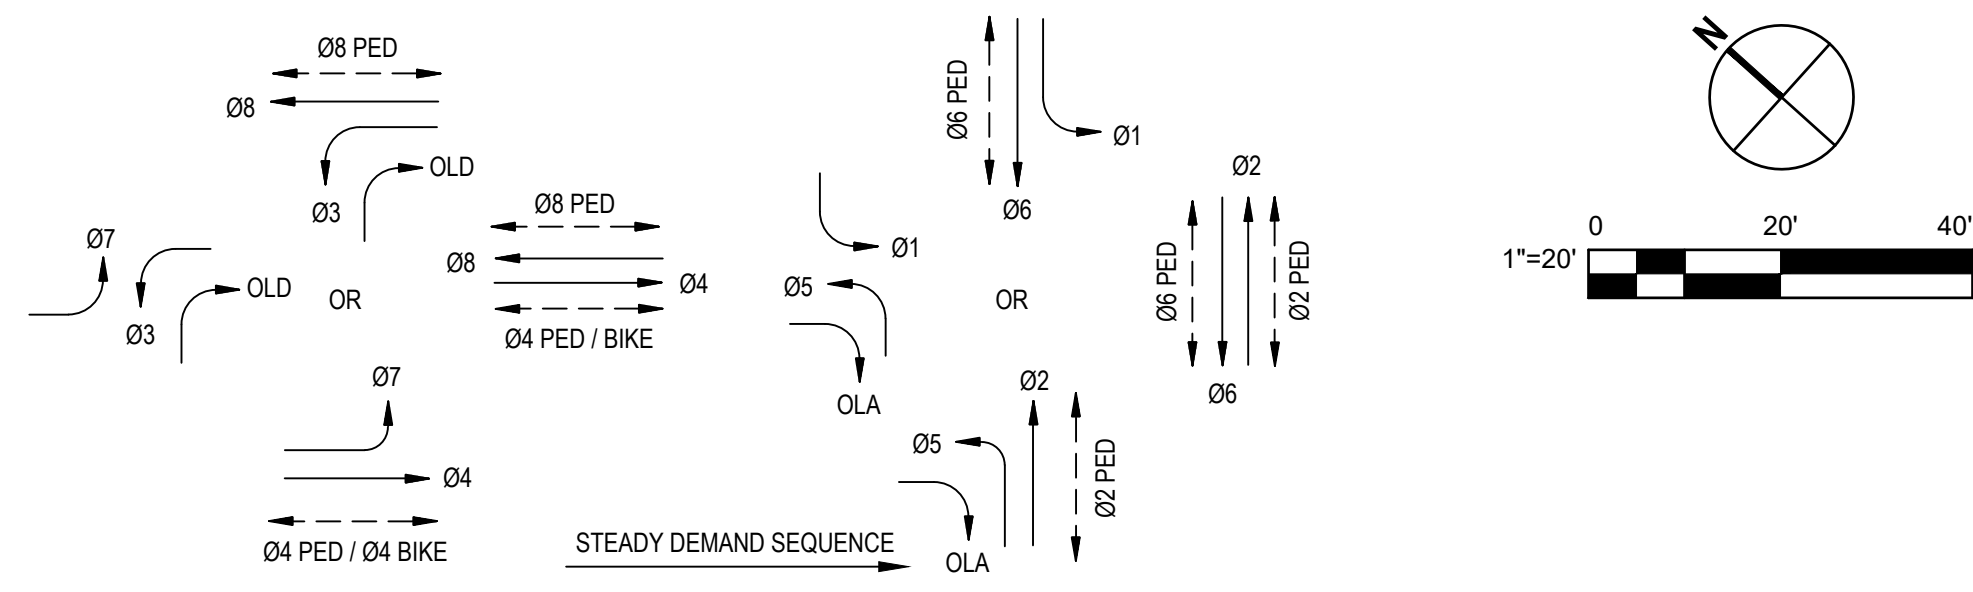 Ø8 PED
Ø8
OLD
Ø3
Ø7
OLD
Ø3
OR
Ø7
Ø4
Ø4 PED / Ø4 BIKE
Ø8 PED
Ø8
Ø4
Ø4 PED / BIKE
STEADY DEMAND SEQUENCE
Ø6 PED
Ø1
Ø6
Ø1
Ø5
OLA
OR
Ø2
Ø5
Ø2 PED
OLA
Ø2
Ø6 PED
Ø2 PED
Ø6
N
0 20' 40'
1"=20'